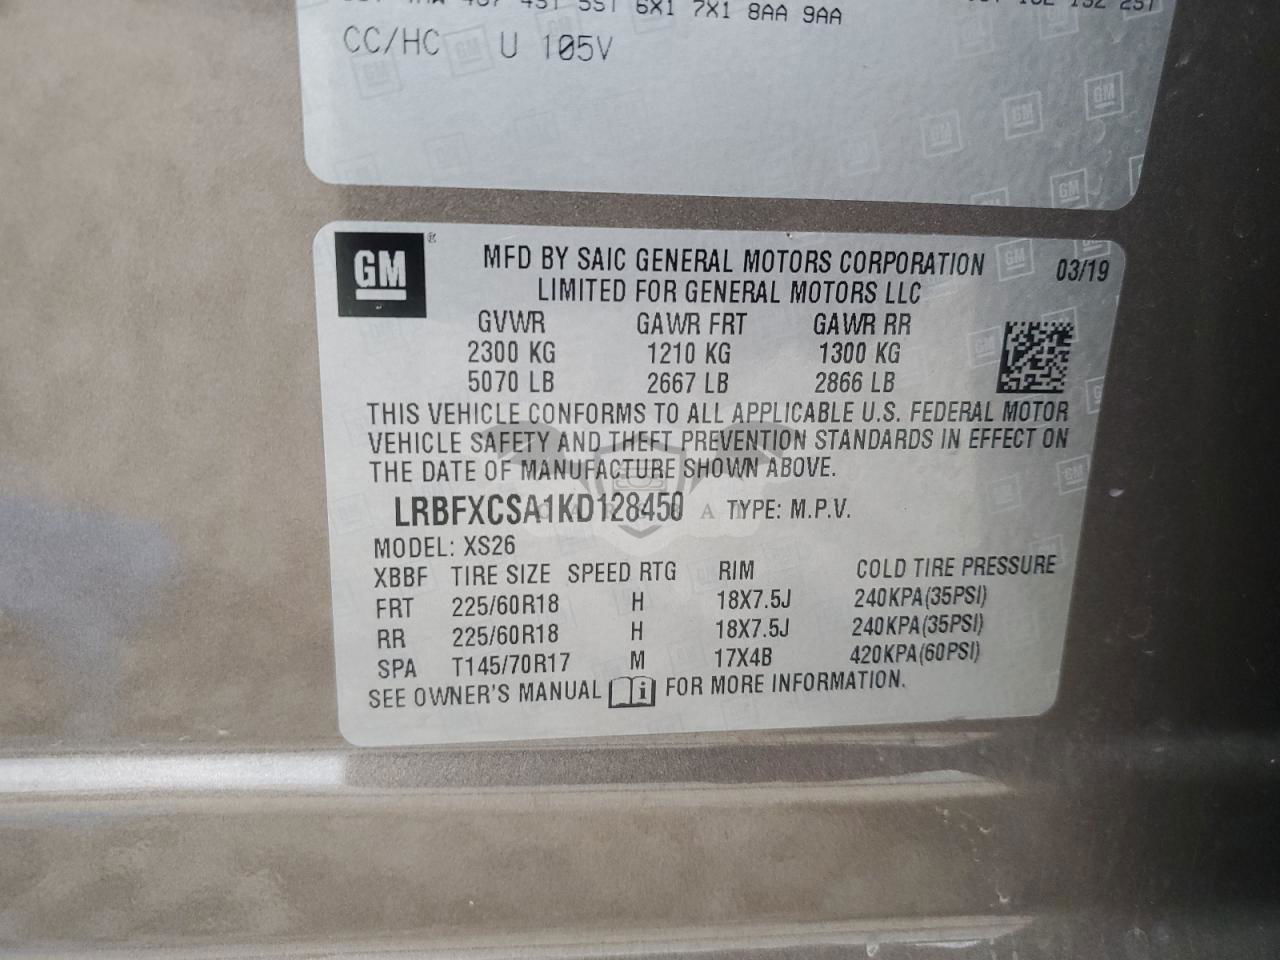 6X1 7X1 8AA 9AA
CC/HC U 105V
GM
MFD BY SAIC GENERAL MOTORS CORPORATION
LIMITED FOR GENERAL MOTORS LLC
03/19
GVWR GAWR FRT GAWR RR
2300 KG 1210 KG 1300 KG
5070 LB 2667 LB 2866 LB
THIS VEHICLE CONFORMS TO ALL APPLICABLE U.S. FEDERAL MOTOR
VEHICLE SAFETY AND THEFT PREVENTION STANDARDS IN EFFECT ON
THE DATE OF MANUFACTURE SHOWN ABOVE.
LRBFXCSA1KD128450 TYPE: M.P.V.
MODEL: XS26
XBBF TIRE SIZE SPEED RTG RIM COLD TIRE PRESSURE
FRT 225/60R18 H 18X7.5J 240KPA(35PSI)
RR 225/60R18 H 18X7.5J 240KPA(35PSI)
SPA T145/70R17 M 17X4B 420KPA(60PSI)
SEE OWNER'S MANUAL FOR MORE INFORMATION.